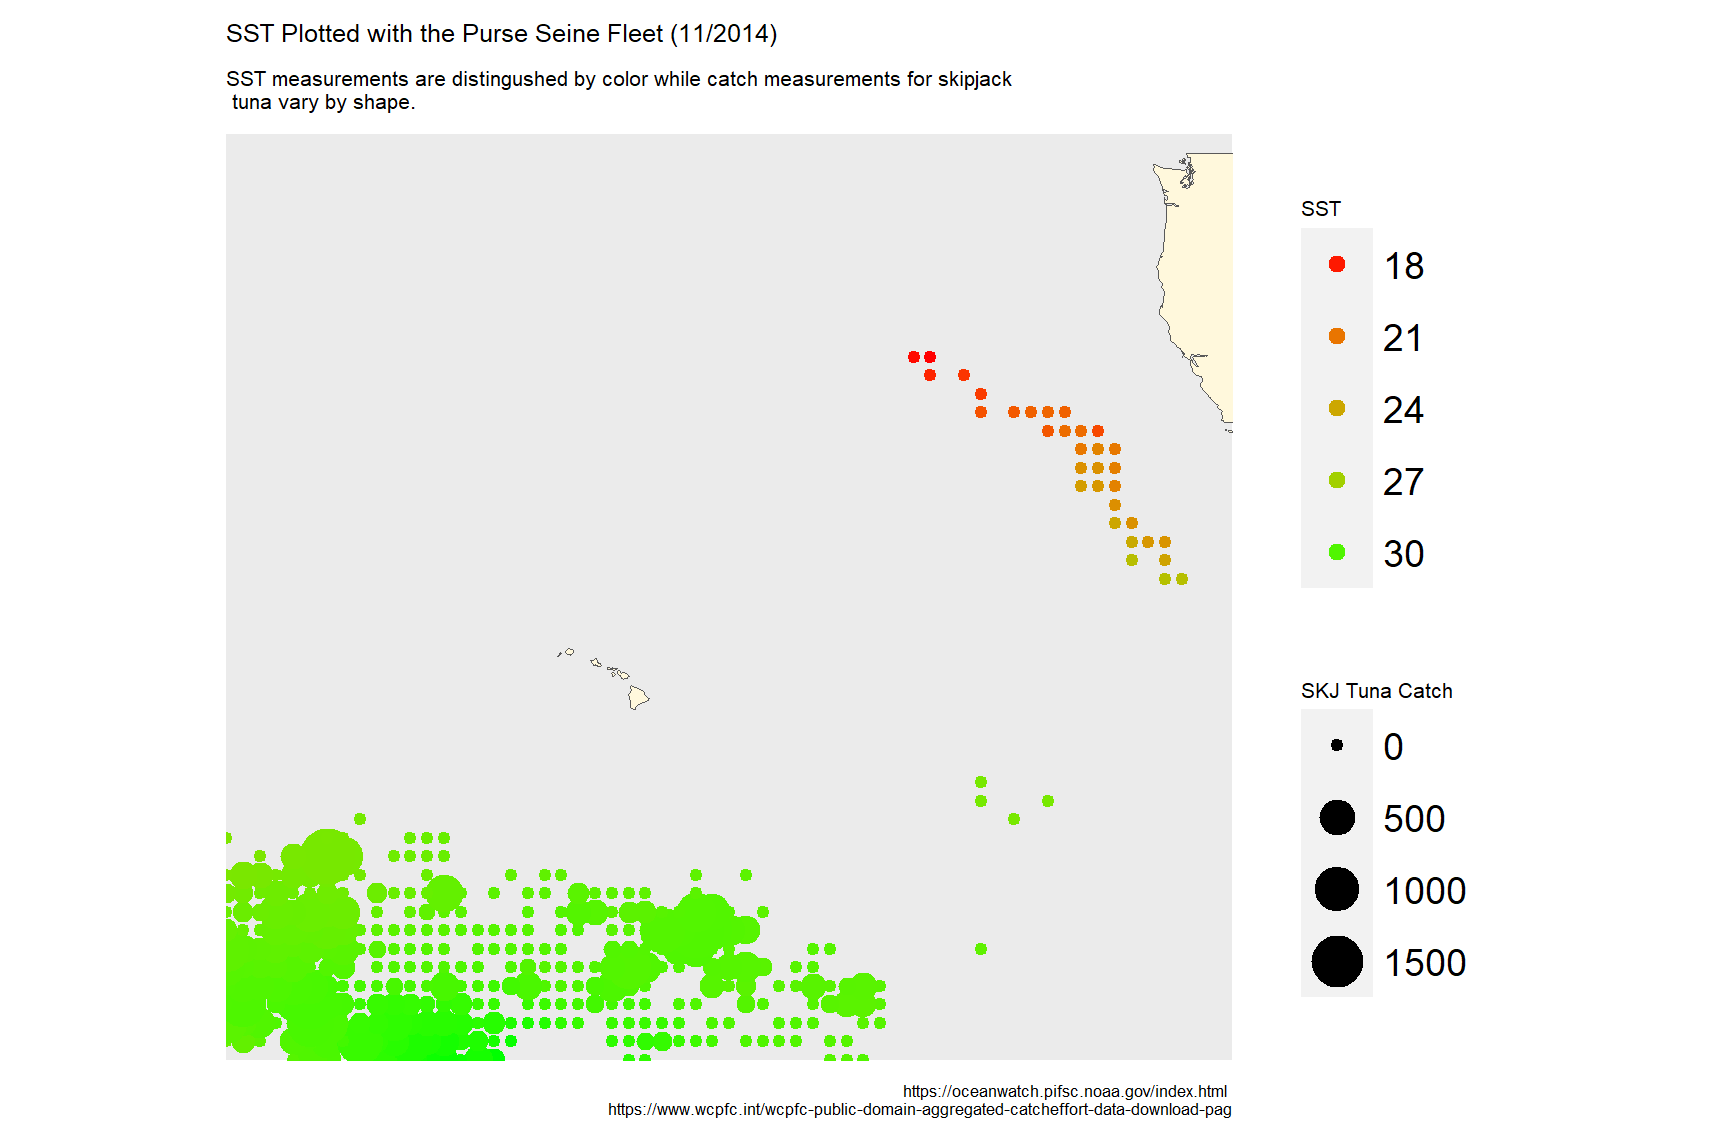 SST Plotted with the Purse Seine Fleet (11/2014)
SST measurements are distingushed by color while catch measurements for skipjack
tuna vary by shape.
SST
18
21
24
27
30
SKJ Tuna Catch
0
500
1000
1500
https://oceanwatch.pifsc.noaa.gov/index.html
https://www.wcpfc.int/wcpfc-public-domain-aggregated-catcheffort-data-download-pag